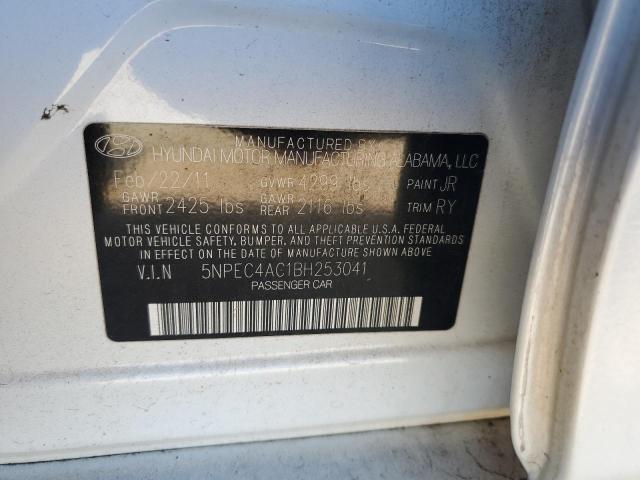 MANUFACTURED BY
HYUNDAI MOTOR MANUFACTURING ALABAMA, LLC
Feb/22/11 GVWR 4299 lbs PAINT JR
GAWR FRONT 2425 lbs GAWR REAR 2116 lbs TRIM RY
THIS VEHICLE CONFORMS TO ALL APPLICABLE U.S.A. FEDERAL
MOTOR VEHICLE SAFETY, BUMPER, AND THEFT PREVENTION STANDARDS
IN EFFECT ON THE DATE OF MANUFACTURE SHOWN ABOVE
V.I.N 5NPEC4AC1BH253041
PASSENGER CAR